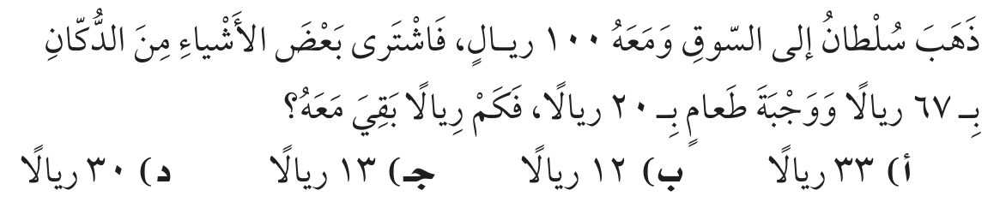 ذَهَبَ سُلْطانُ إلى السّوقِ وَمَعَهُ ١٠٠ ريـالٍ، فَاشْتَرى بَعْضَ الأَشْياءِ مِنَ الدُّكّانِ
بِـ ٦٧ ريالًا وَوَجْبَةَ طَعامٍ بِـ ٢٠ ريالًا، فَكَمْ رِيالًا بَقِيَ مَعَهُ؟
أ) ٣٣ ريالًا ب) ١٢ ريالًا جـ) ١٣ ريالًا د) ٣٠ ريالًا